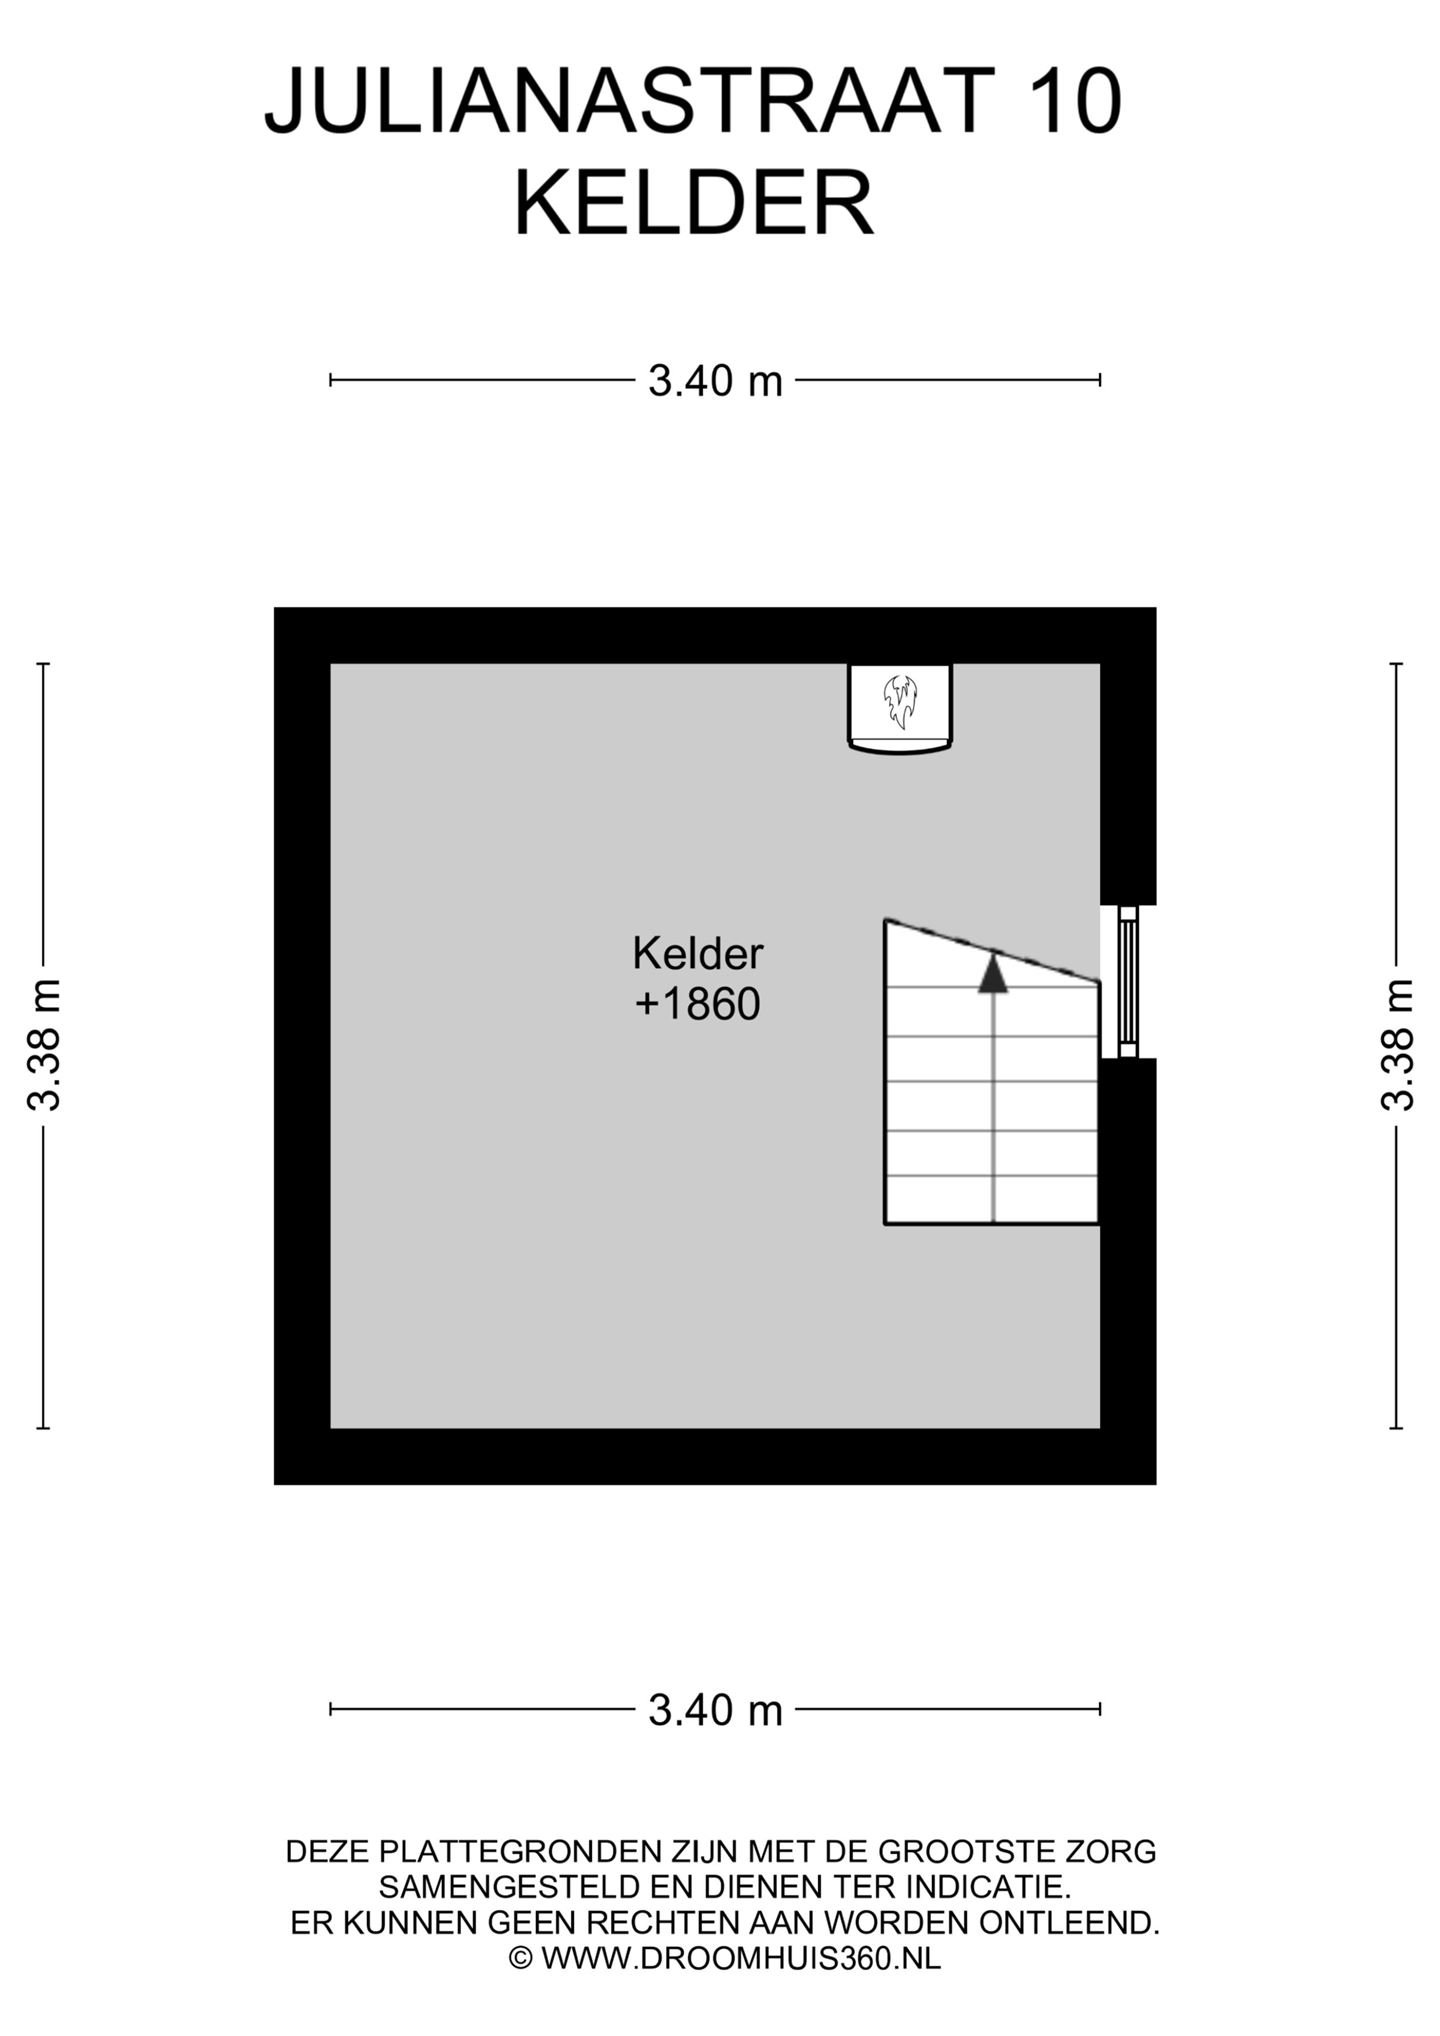 JULIANASTRAAT 10
KELDER
3.40 m
3.38 m
Kelder
+1860
3.38 m
3.40 m
DEZE PLATTEGRONDEN ZIJN MET DE GROOTSTE ZORG
SAMENGESTELD EN DIENEN TER INDICATIE.
ER KUNNEN GEEN RECHTEN AAN WORDEN ONTLEEND.
© WWW.DROOMHUIS360.NL